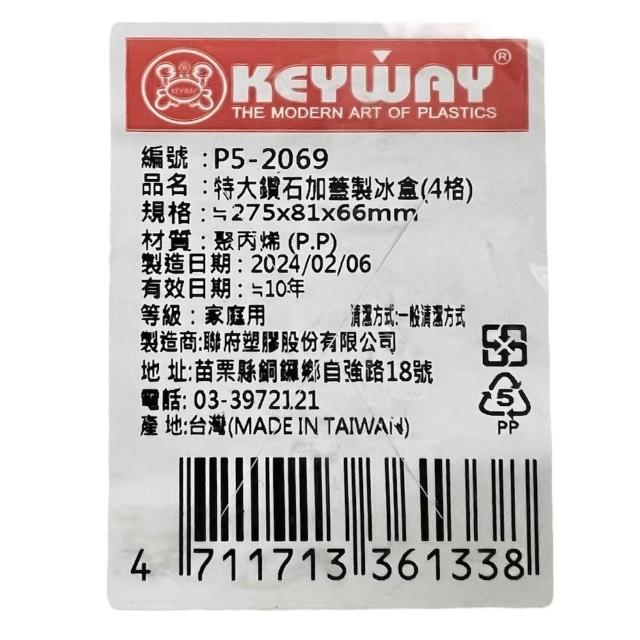 KEYWAY
KEYWAY®
THE MODERN ART OF PLASTICS
編號 : P5-2069
品名 : 特大鑽石加蓋製冰盒(4格)
規格 : ≒275x81x66mm
材質 : 聚丙烯 (P.P)
製造日期 : 2024/02/06
有效日期 : ≒10年
等級 : 家庭用 清潔方式:一般清潔方式
製造商:聯府塑膠股份有限公司
地 址:苗栗縣銅鑼鄉自強路18號
電話: 03-3972121
產 地:台灣(MADE IN TAIWAN)
5
PP
4 711713 361338